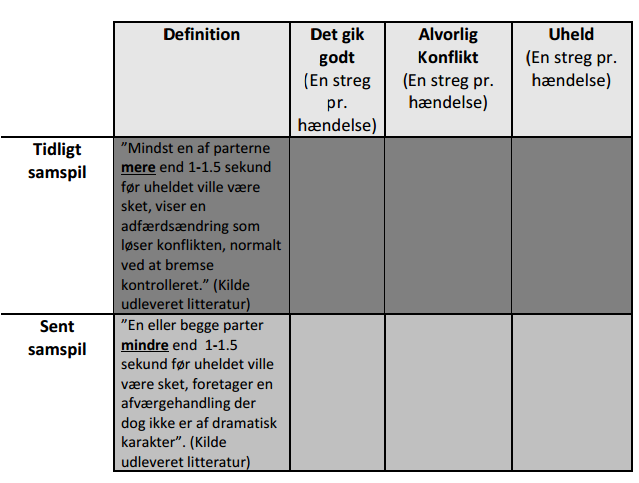 Definition
Det gik
godt
(En streg
pr.
hændelse)
Alvorlig
Konflikt
(En streg pr.
hændelse)
Uheld
(En streg pr.
hændelse)
Tidligt
samspil
”Mindst en af parterne
mere end 1-1.5 sekund
før uheldet ville være
sket, viser en
adfærdsændring som
løser konflikten, normalt
ved at bremse
kontrolleret.” (Kilde
udleveret litteratur)
Sent
samspil
”En eller begge parter
mindre end 1-1.5
sekund før uheldet ville
være sket, foretager en
afværgehandling der
dog ikke er af dramatisk
karakter”. (Kilde
udleveret litteratur)